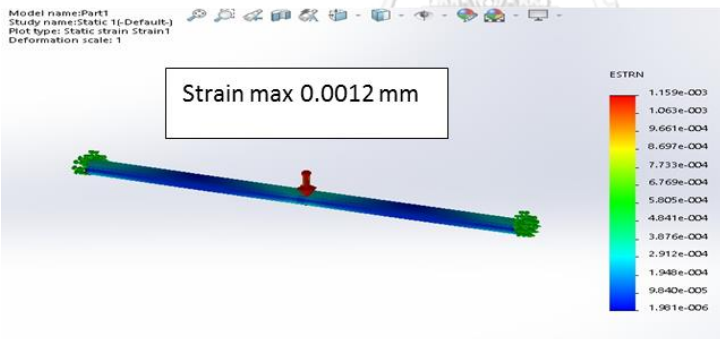 Model name:Part1
Study name:Static 1(-Default-)
Plot type: Static strain Strain1
Deformation scale: 1
Strain max 0.0012 mm
ESTRN
1.159e-003
1.063e-003
9.661e-004
8.697e-004
7.733e-004
6.769e-004
5.805e-004
4.841e-004
3.876e-004
2.912e-004
1.948e-004
9.840e-005
1.981e-006